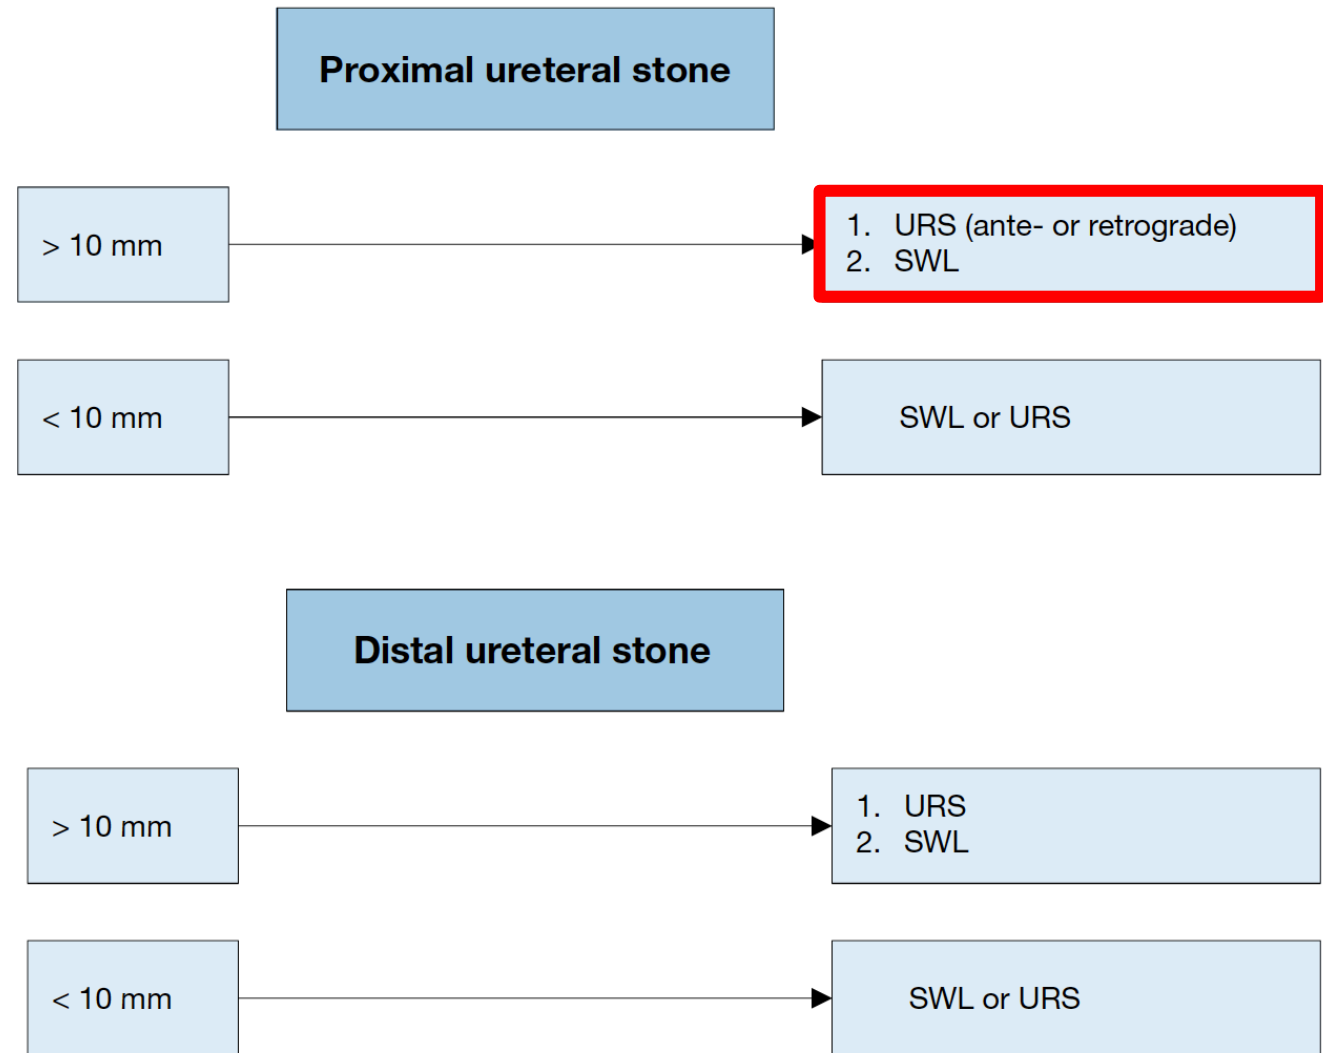 Proximal ureteral stone
> 10 mm
1. URS (ante- or retrograde)
2. SWL
< 10 mm
SWL or URS
Distal ureteral stone
> 10 mm
1. URS
2. SWL
< 10 mm
SWL or URS